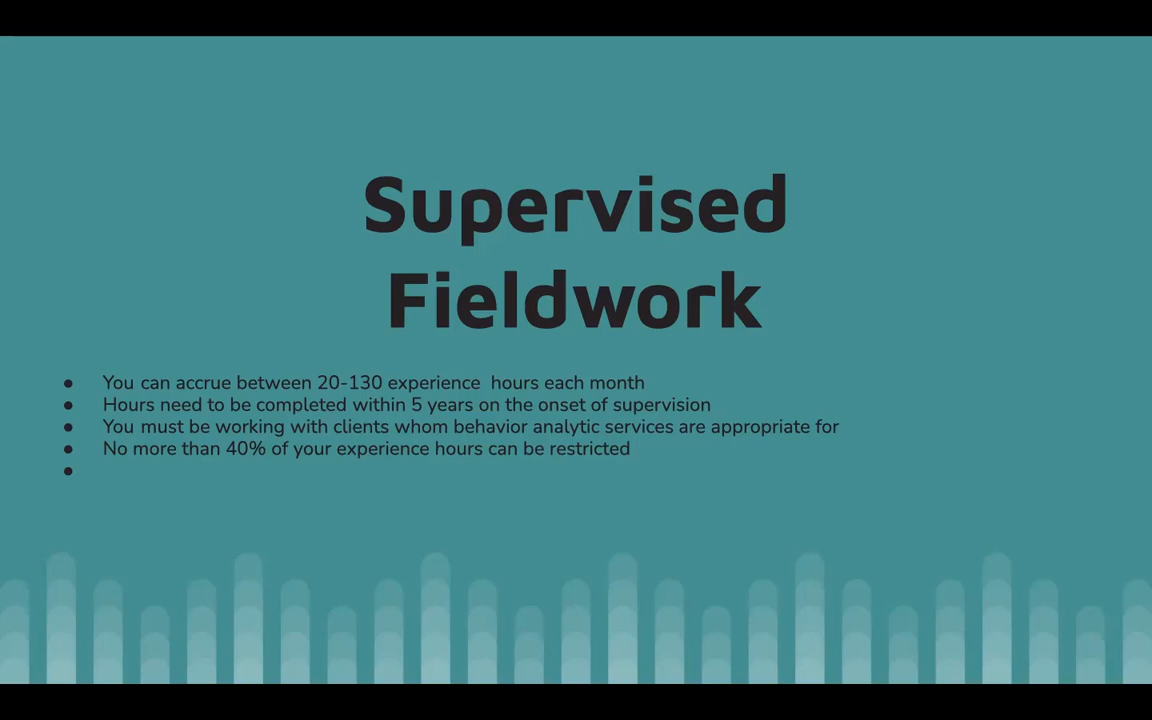 Supervised
Fieldwork
● You can accrue between 20-130 experience  hours each month
● Hours need to be completed within 5 years on the onset of supervision
● You must be working with clients whom behavior analytic services are appropriate for
● No more than 40% of your experience hours can be restricted
●